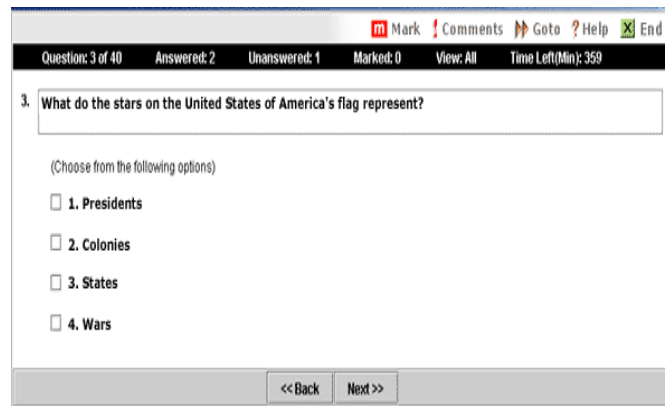 m Mark ! Comments Goto ? Help X End
Question: 3 of 40 Answered: 2 Unanswered: 1 Marked: 0 View: All Time Left(Min): 359
3. What do the stars on the United States of America's flag represent?
(Choose from the following options)
1. Presidents
2. Colonies
3. States
4. Wars
<< Back Next >>